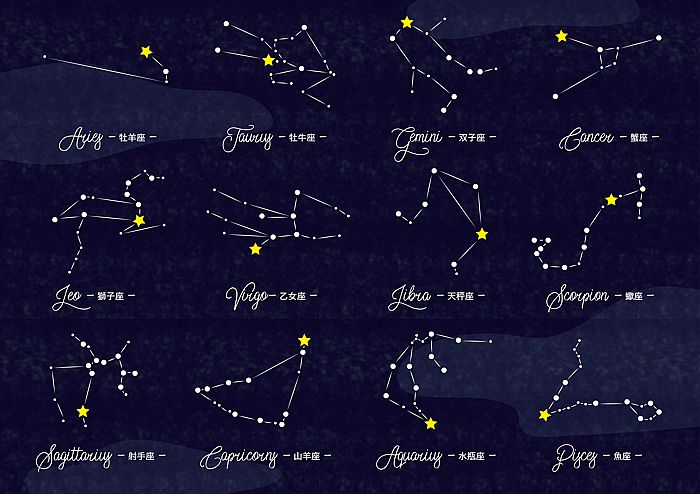 Aries － 牡羊座 －
Taurus － 牡牛座 －
Gemini － 双子座 －
Cancer － 蟹座 －
Leo － 獅子座 －
Virgo － 乙女座 －
Libra － 天秤座 －
Scorpion － 蠍座 －
Sagittarius － 射手座 －
Capricorns － 山羊座 －
Aquarius － 水瓶座 －
Pisces － 魚座 －